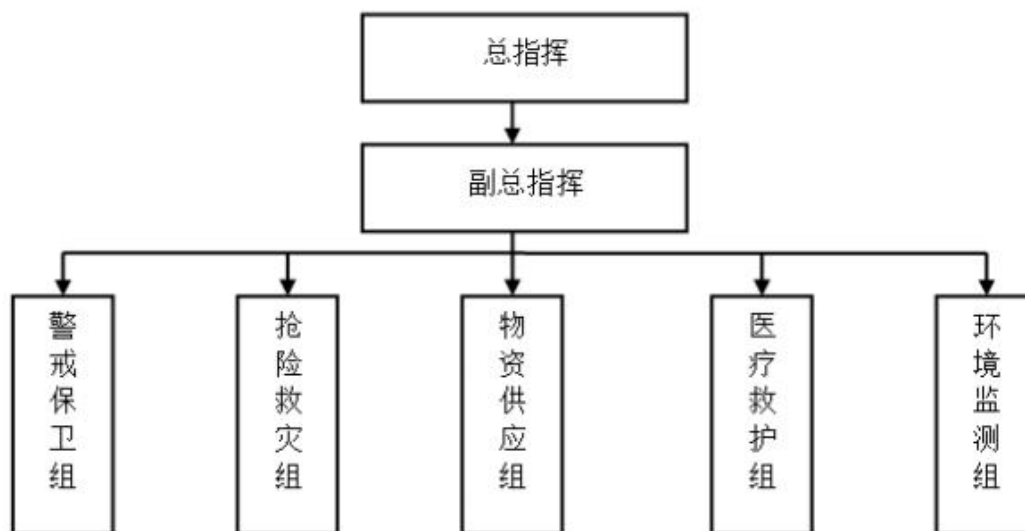 总指挥
副总指挥
警戒保卫组
抢险救灾组
物资供应组
医疗救护组
环境监测组